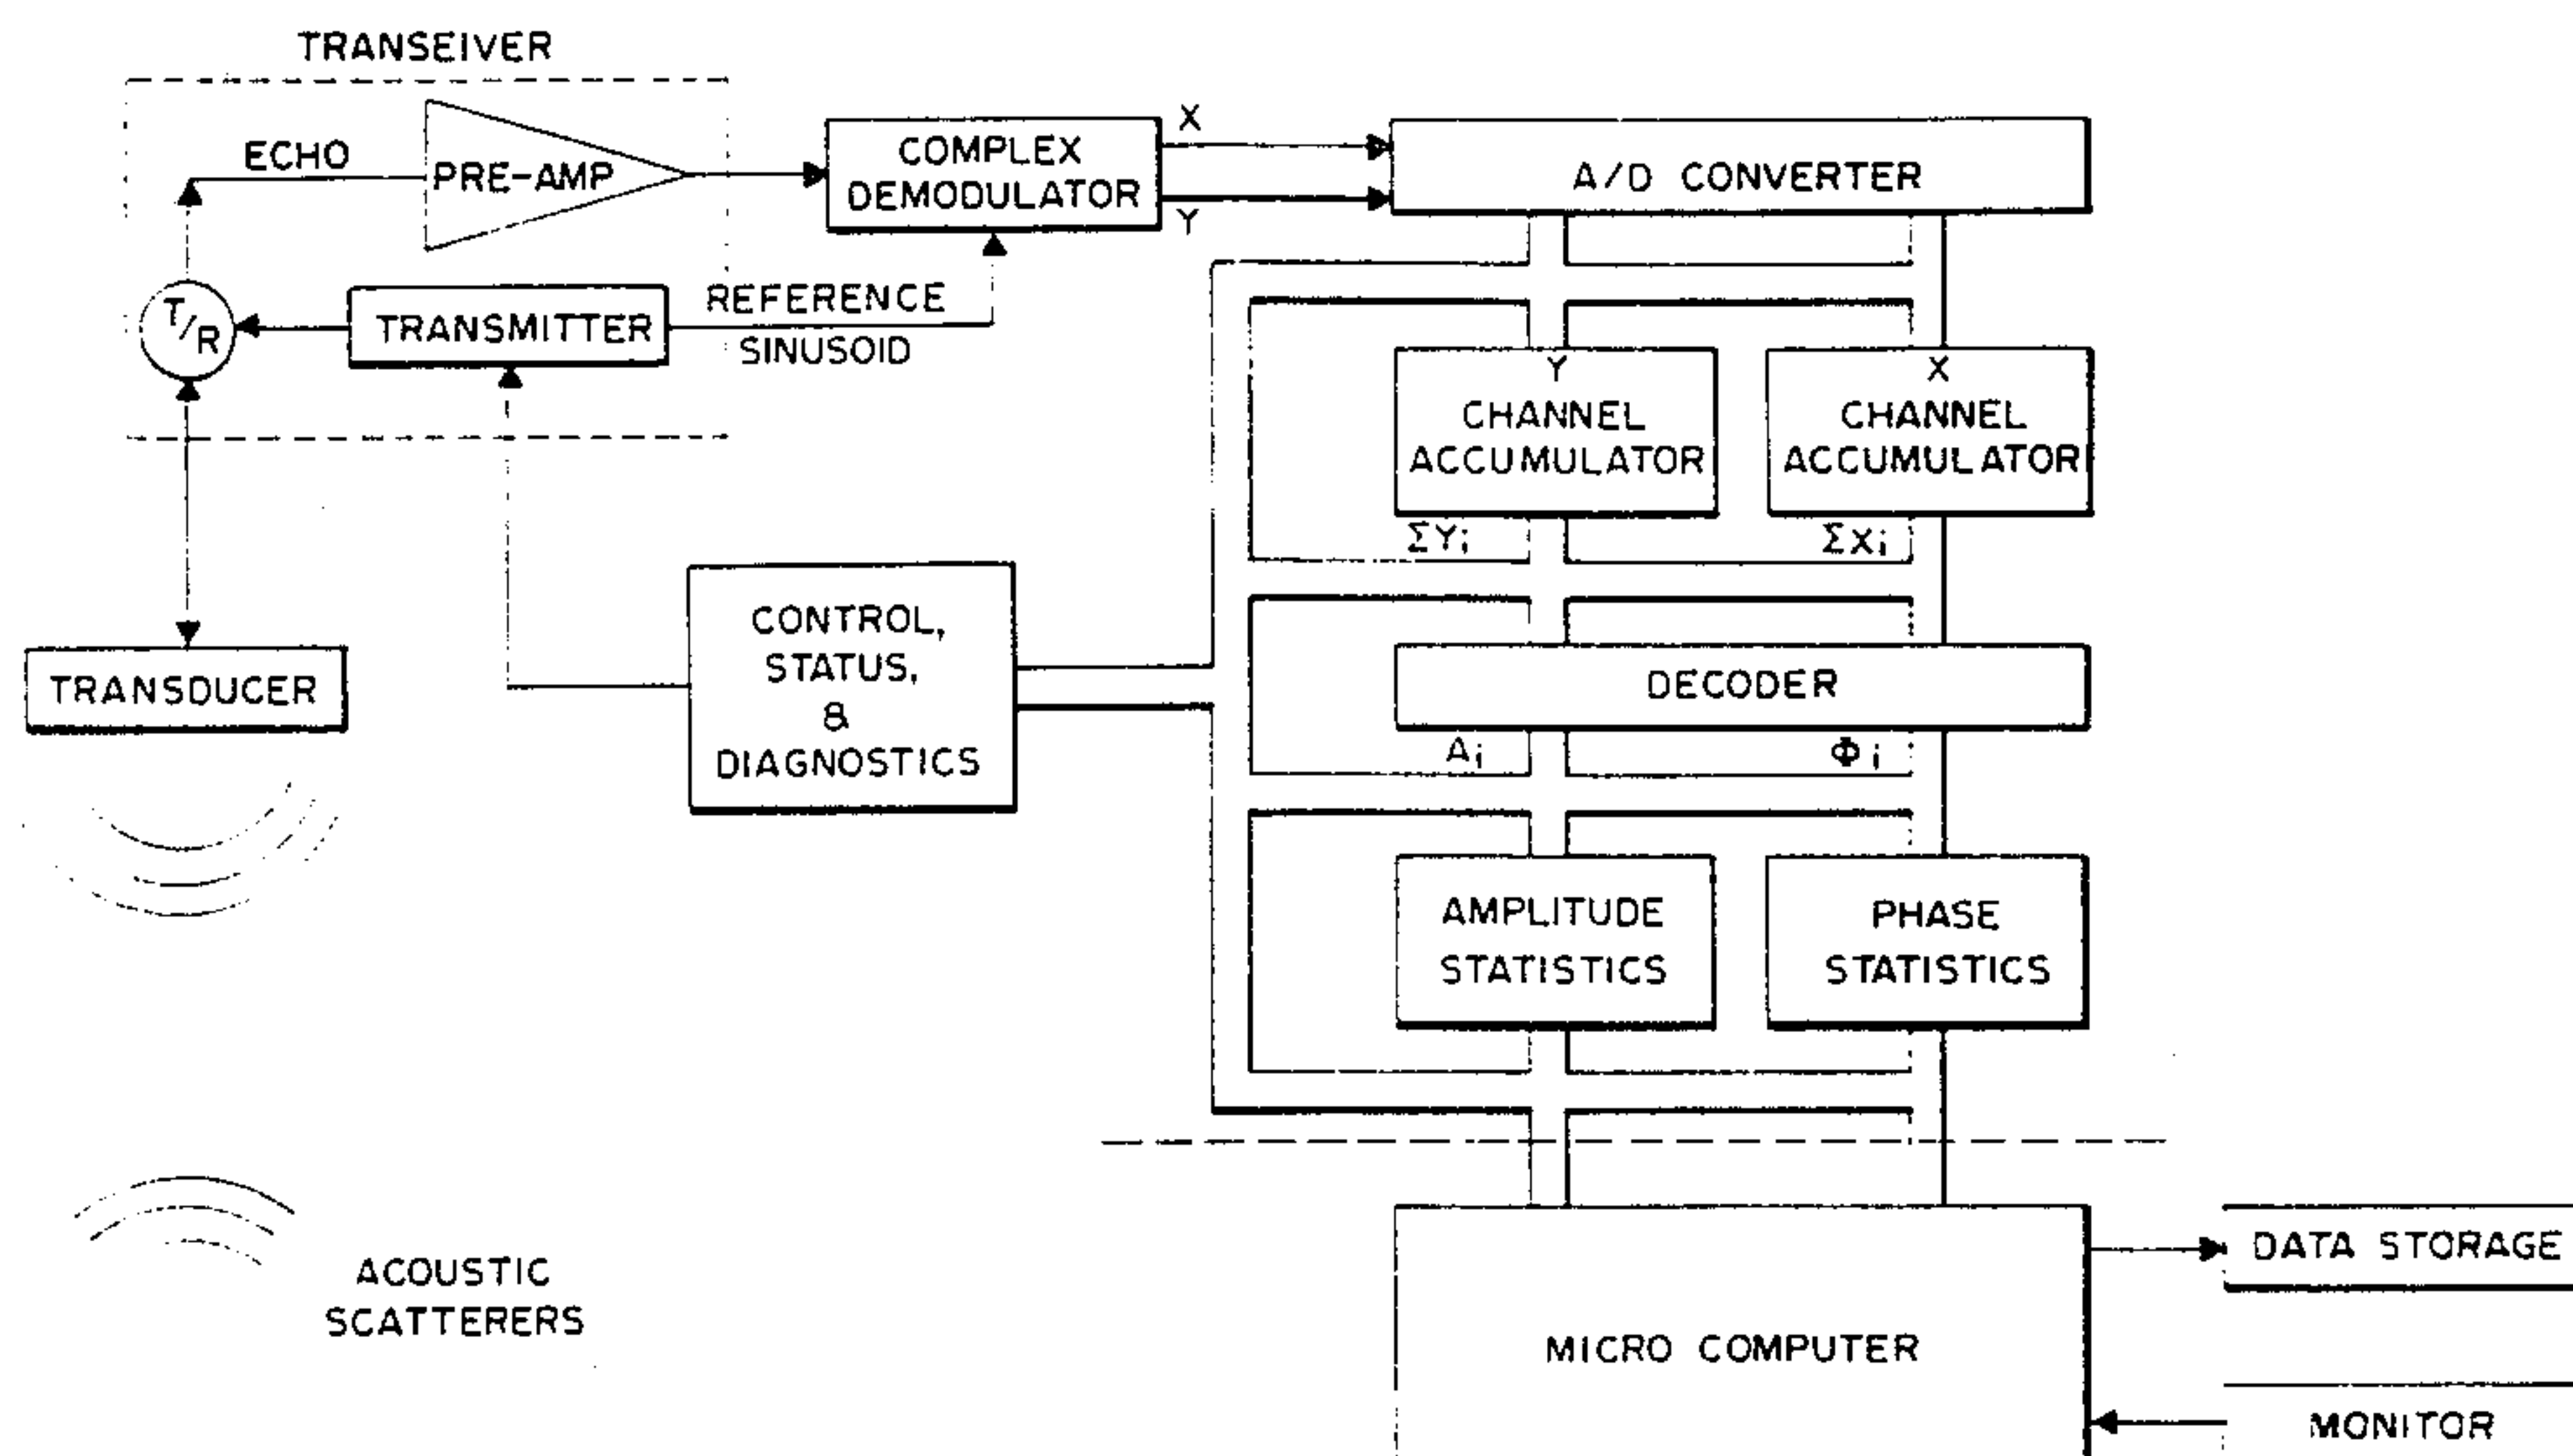 TRANSEIVER
ECHO
PRE-AMP
COMPLEX
DEMODULATOR
X
Y
A/D CONVERTER
T/R
TRANSMITTER
REFERENCE
SINUSOID
Y
CHANNEL
ACCUMULATOR
X
CHANNEL
ACCUMULATOR
ΣYi
ΣXi
TRANSDUCER
CONTROL,
STATUS,
&
DIAGNOSTICS
DECODER
Ai
Φi
AMPLITUDE
STATISTICS
PHASE
STATISTICS
ACOUSTIC
SCATTERERS
MICRO COMPUTER
DATA STORAGE
MONITOR